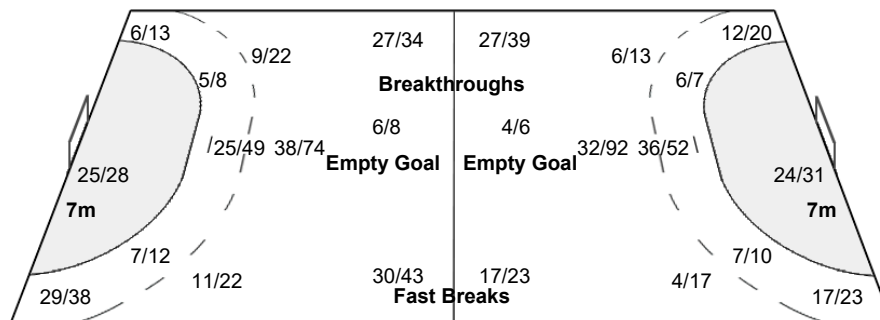 6/13 27/34 27/39 12/20
9/22 6/13
5/8 Breakthroughs 6/7
6/8 4/6
25/49 38/74 32/92 36/52
Empty Goal Empty Goal
25/28 24/31
7m 7m
7/12 7/10
11/22 30/43 17/23 4/17
29/38 Fast Breaks 17/23